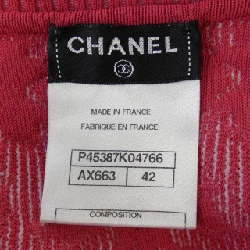 CHANEL
MADE IN FRANCE
FABRIQUE EN FRANCE
P45387K04766
AX663 42
COMPOSITION